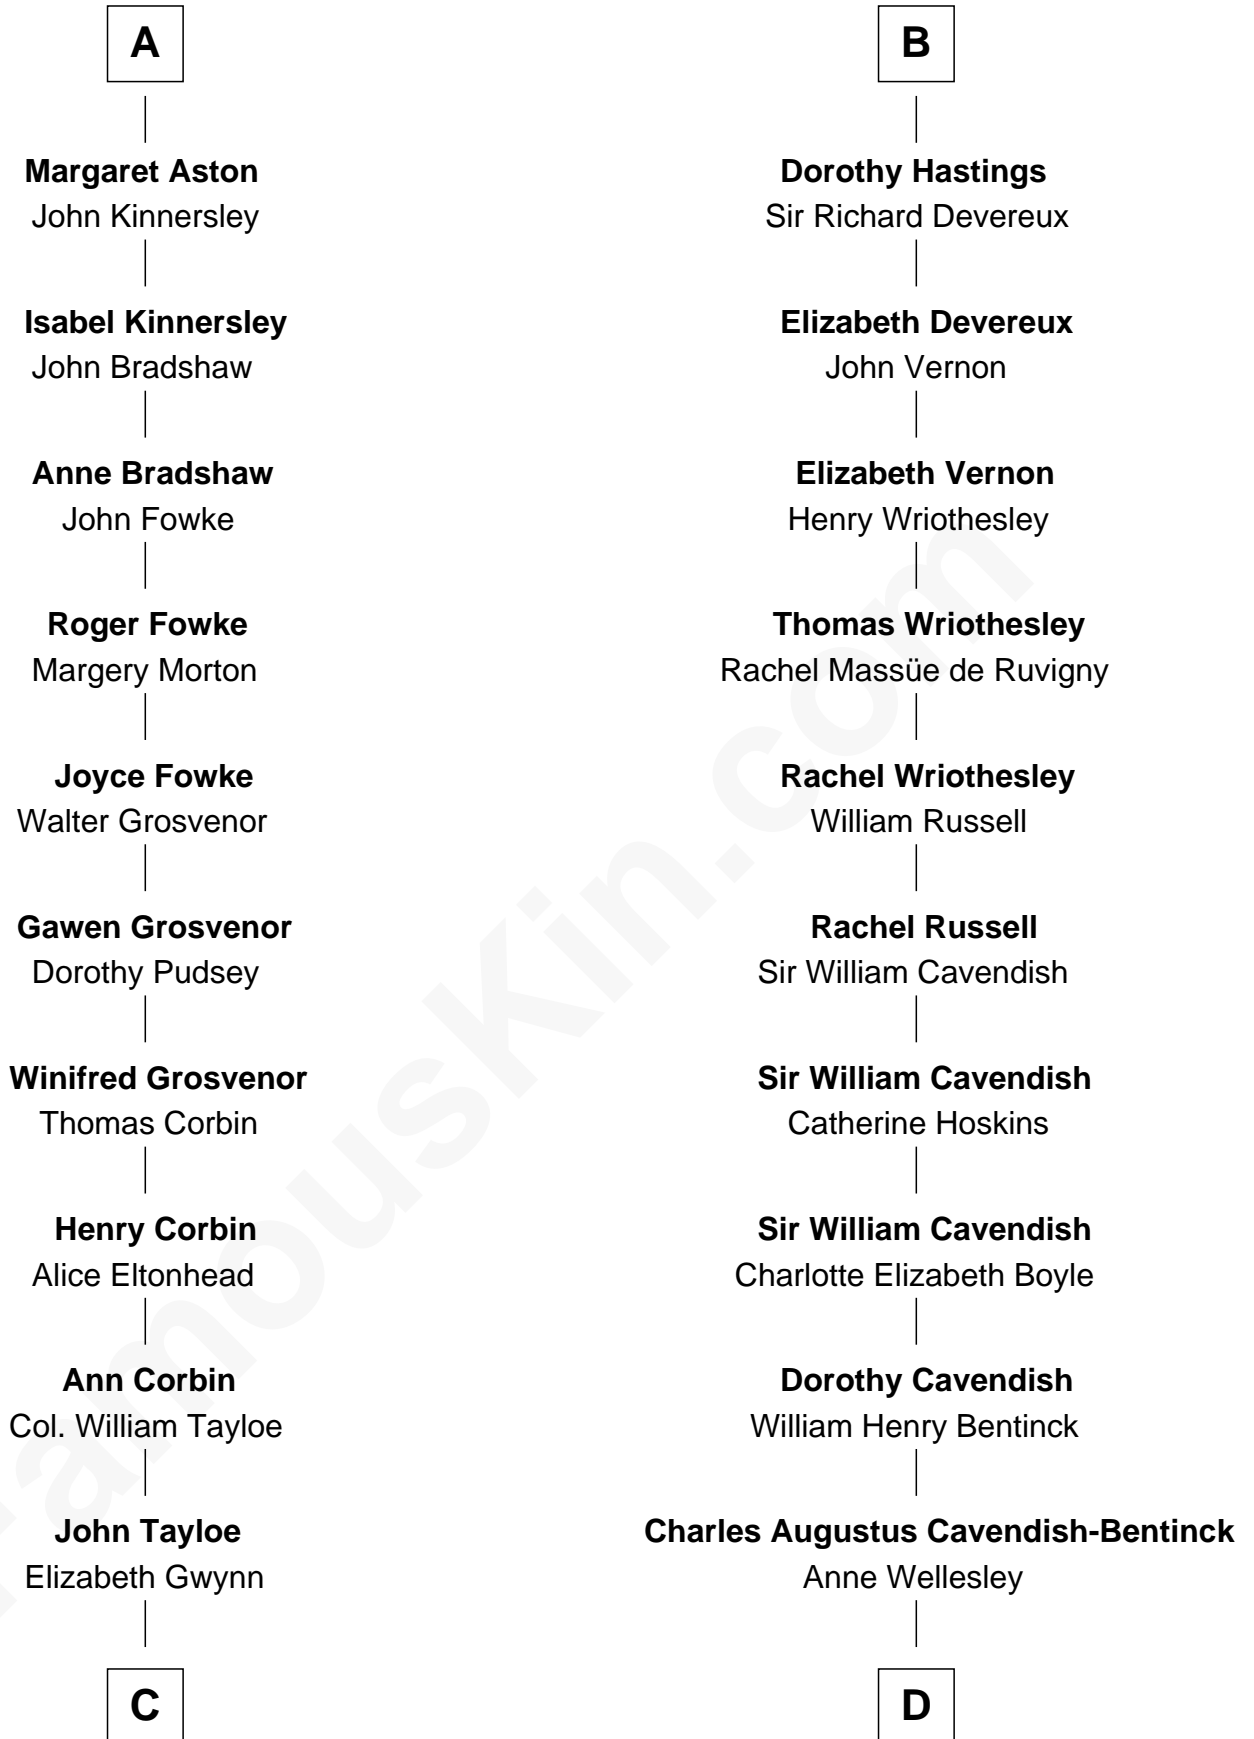 A
Margaret Aston
John Kinnersley
Isabel Kinnersley
John Bradshaw
Anne Bradshaw
John Fowke
Roger Fowke
Margery Morton
Joyce Fowke
Walter Grosvenor
Gawen Grosvenor
Dorothy Pudsey
Winifred Grosvenor
Thomas Corbin
Henry Corbin
Alice Eltonhead
Ann Corbin
Col. William Tayloe
John Tayloe
Elizabeth Gwynn
C
B
Dorothy Hastings
Sir Richard Devereux
Elizabeth Devereux
John Vernon
Elizabeth Vernon
Henry Wriothesley
Thomas Wriothesley
Rachel Massüe de Ruvigny
Rachel Wriothesley
William Russell
Rachel Russell
Sir William Cavendish
Sir William Cavendish
Catherine Hoskins
Sir William Cavendish
Charlotte Elizabeth Boyle
Dorothy Cavendish
William Henry Bentinck
Charles Augustus Cavendish-Bentinck
Anne Wellesley
D
FamousKin.com